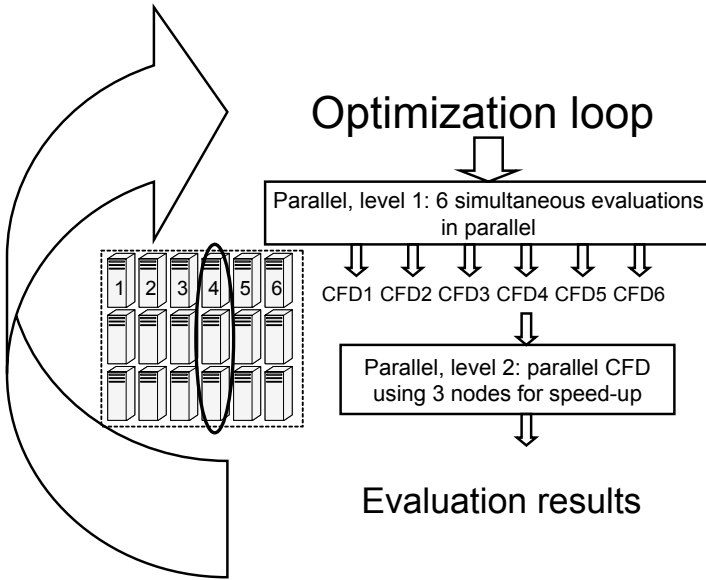 Optimization loop
Parallel, level 1: 6 simultaneous evaluations
in parallel
1 2 3 4 5 6
CFD1 CFD2 CFD3 CFD4 CFD5 CFD6
Parallel, level 2: parallel CFD
using 3 nodes for speed-up
Evaluation results